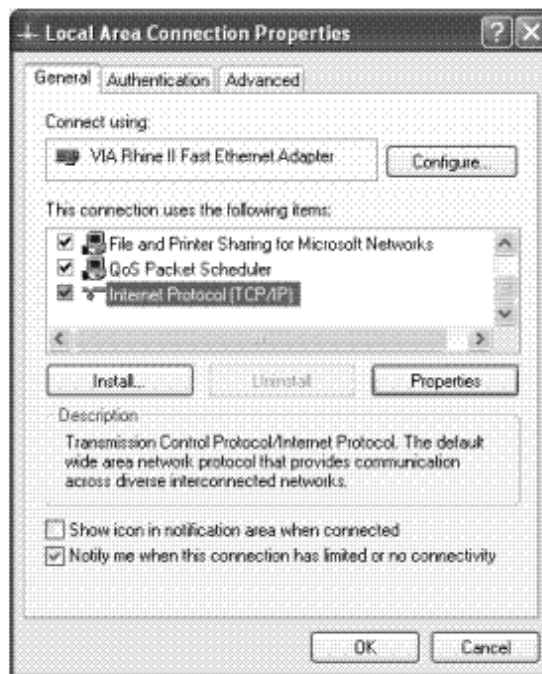 Local Area Connection Properties
General Authentication Advanced
Connect using:
VIA Rhine II Fast Ethernet Adapter
Configure...
This connection uses the following items:
File and Printer Sharing for Microsoft Networks
QoS Packet Scheduler
Internet Protocol (TCP/IP)
Install... Uninstall Properties
Description
Transmission Control Protocol/Internet Protocol. The default
wide area network protocol that provides communication
across diverse interconnected networks.
Show icon in notification area when connected
Notify me when this connection has limited or no connectivity
OK Cancel